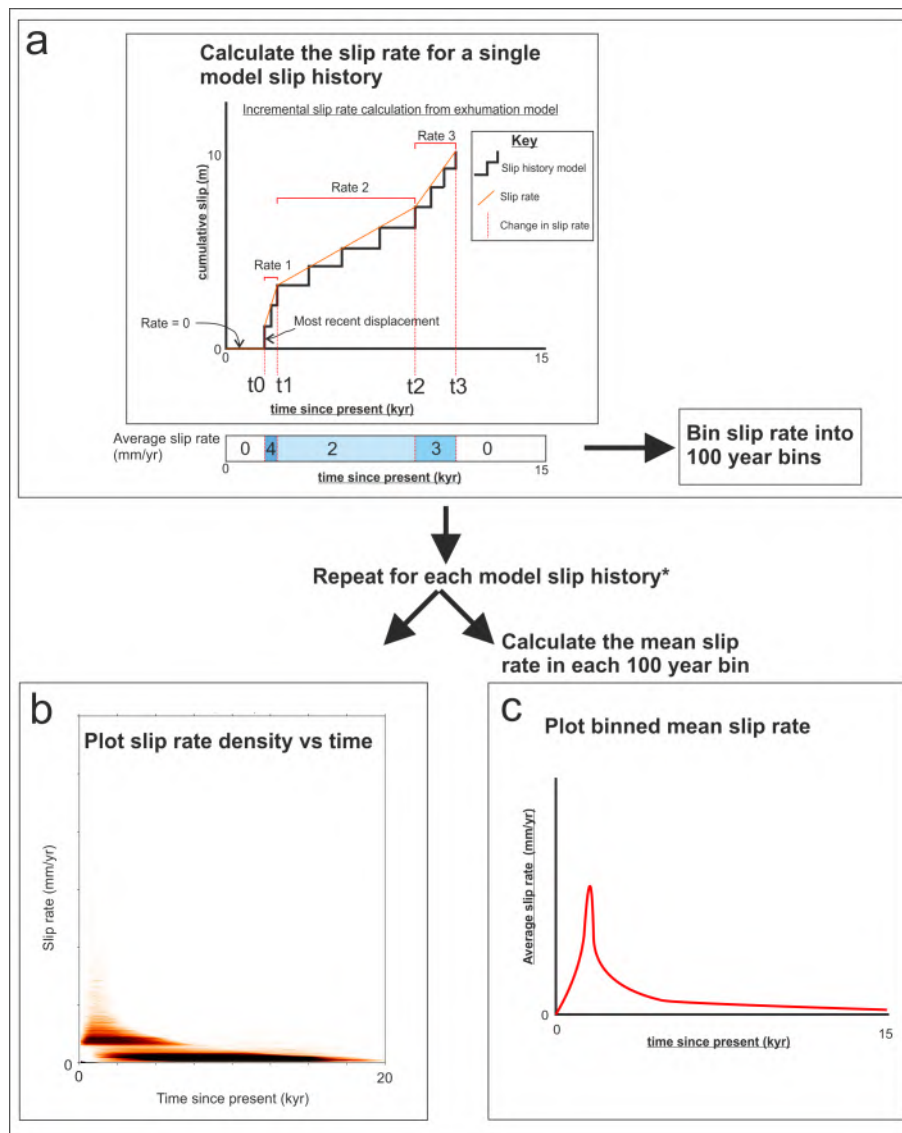 a
Calculate the slip rate for a single
model slip history
Incremental slip rate calculation from exhumation model
Rate 3
Key
Slip history model
Slip rate
Change in slip rate
10
Rate 2
cumulative slip (m)
Rate 1
Rate = 0
Most recent displacement
0
0
15
t0 t1 t2 t3
time since present (kyr)
Average slip rate
(mm/yr)
0 4 2 3 0
0
15
time since present (kyr)
Bin slip rate into
100 year bins
Repeat for each model slip history*
Calculate the mean slip
rate in each 100 year bin
b
Plot slip rate density vs time
Slip rate (mm/yr)
0
0
20
Time since present (kyr)
c
Plot binned mean slip rate
Average slip rate (mm/yr)
0
0
15
time since present (kyr)